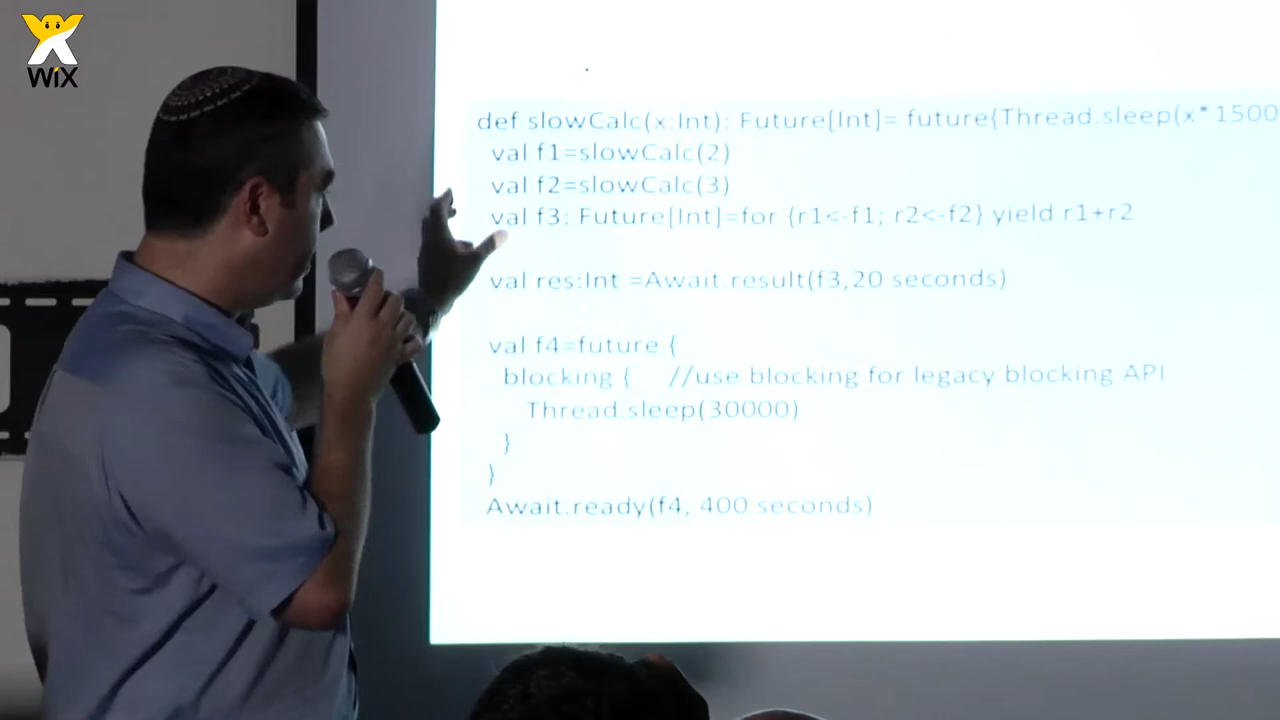 WiX
def slowCalc(x:Int): Future[Int]= future{Thread.sleep(x*1500
val f1=slowCalc(2)
val f2=slowCalc(3)
val f3: Future[Int]=for {r1<-f1; r2<-f2} yield r1+r2
val res:Int =Await.result(f3,20 seconds)
val f4=future {
blocking { //use blocking for legacy blocking API
Thread.sleep(30000)
}
}
Await.ready(f4, 400 seconds)